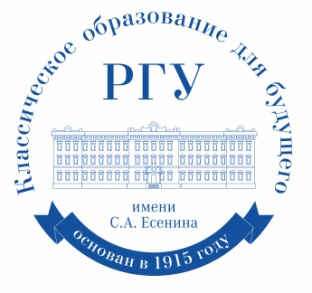 Классическое образование для будущего
РГУ
имени
С.А. Есенина
основан в 1915 году